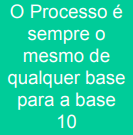 O Processo é
sempre o
mesmo de
qualquer base
para a base
10